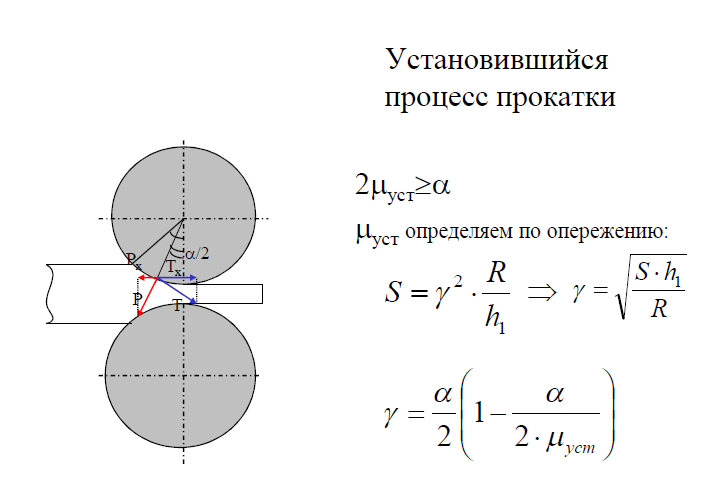 Установившийся
процесс прокатки
2μуст≥α
μуст определяем по опережению:
S = γ² · R/h₁ ⇒ γ = √(S·h₁/R)
γ = α/2 (1 − α/(2·μуст))
α/2
Px
Tx
P
T